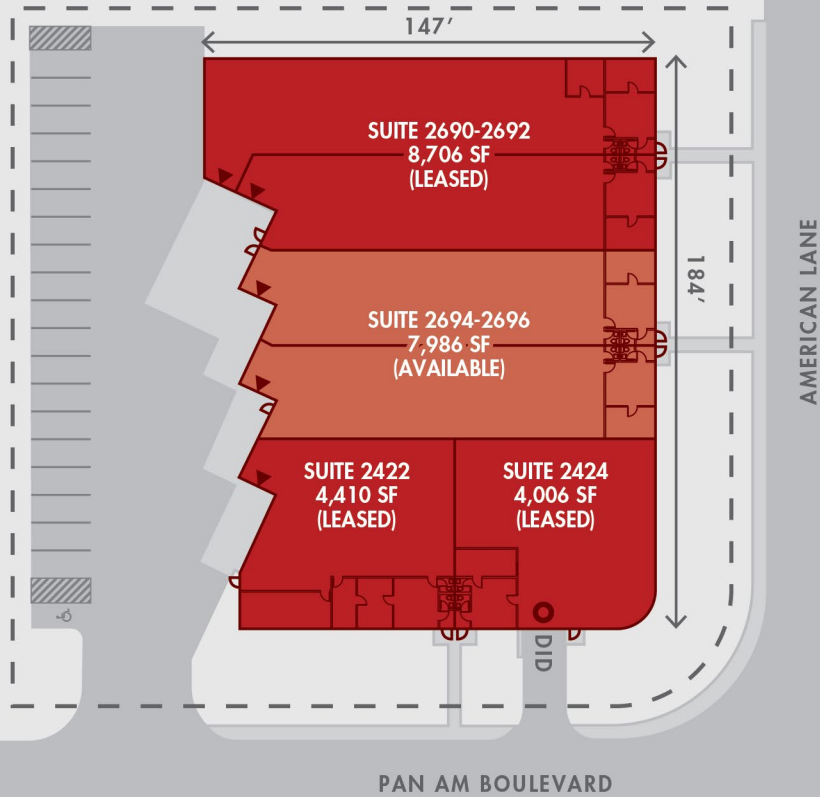 147'
SUITE 2690-2692
8,706 SF
(LEASED)
184'
AMERICAN LANE
SUITE 2694-2696
7,986 SF
(AVAILABLE)
SUITE 2422
4,410 SF
(LEASED)
SUITE 2424
4,006 SF
(LEASED)
DID
PAN AM BOULEVARD